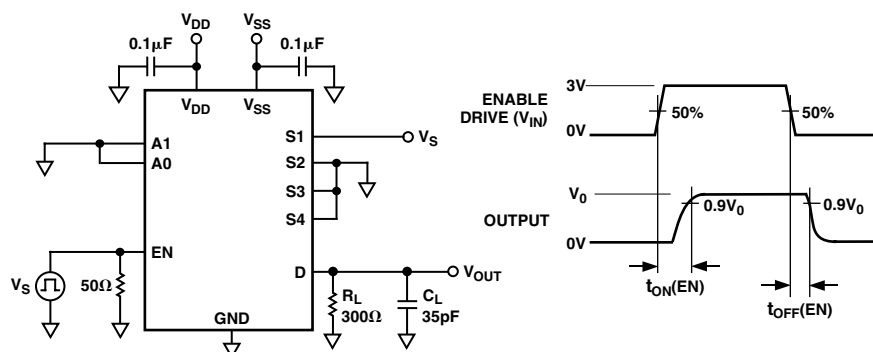 VDD
VSS
0.1µF
0.1µF
VDD
VSS
A1
A0
S1
VS
S2
S3
S4
EN
VS
50Ω
D
VOUT
RL
300Ω
CL
35pF
GND
3V
ENABLE
DRIVE (VIN)
50%
50%
0V
V0
0.9V0
0.9V0
OUTPUT
0V
tON(EN)
tOFF(EN)